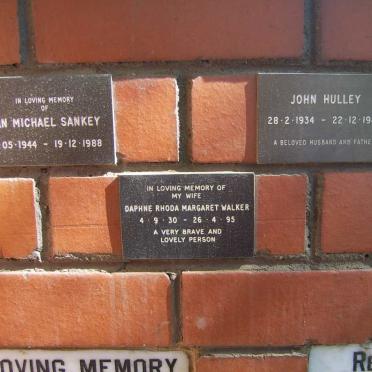 IN LOVING MEMORY
OF
MICHAEL SANKEY
05 1944 - 19·12·1988
JOHN HULLEY
28·2·1934 - 22·12·19
A BELOVED HUSBAND AND
IN LOVING MEMORY OF
MY WIFE
DAPHNE RHODA MARGARET WALKER
4·9·30 - 26·4·95
A VERY BRAVE AND
LOVELY PERSON
LOVING MEMORY